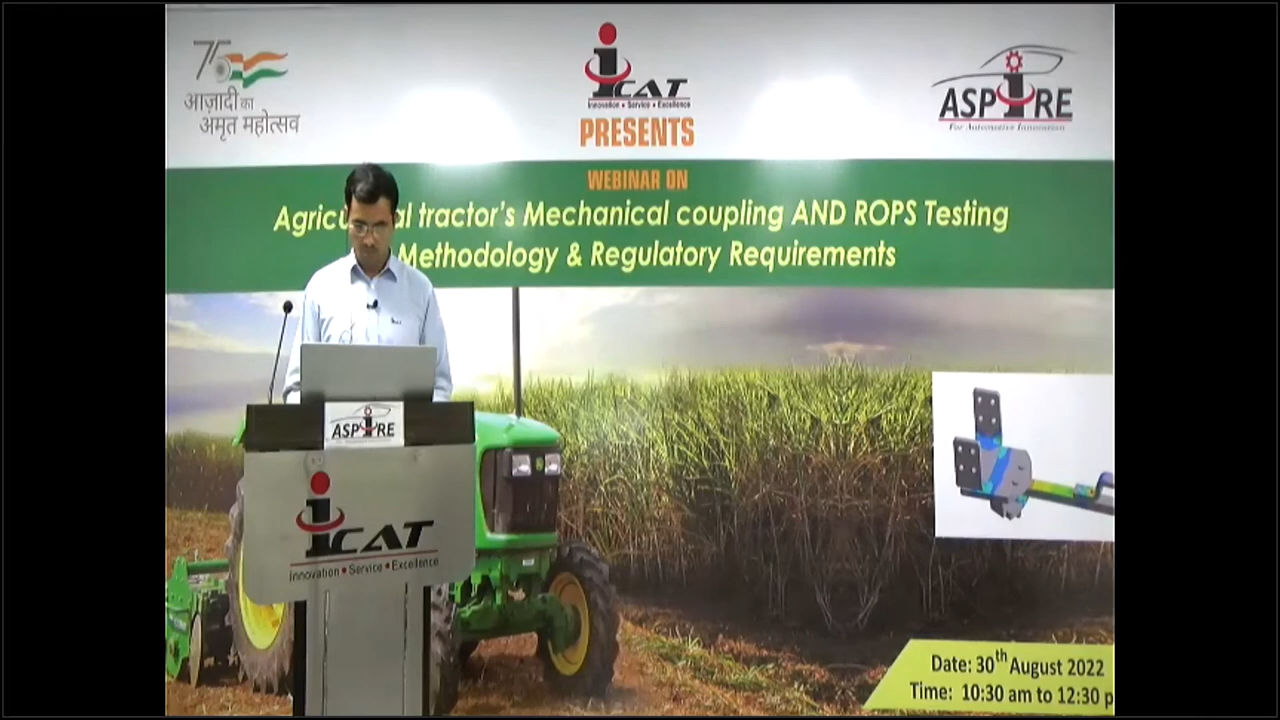 75
आज़ादी का
अमृत महोत्सव
iCAT
Innovation • Service • Excellence
PRESENTS
ASPIRE
For Automotive Innovation
WEBINAR ON
Agricu al tractor's Mechanical coupling AND ROPS Testing
Methodology & Regulatory Requirements
ASPIRE
iCAT
Innovation • Service • Excellence
Date: 30th August 2022
Time: 10:30 am to 12:30 p